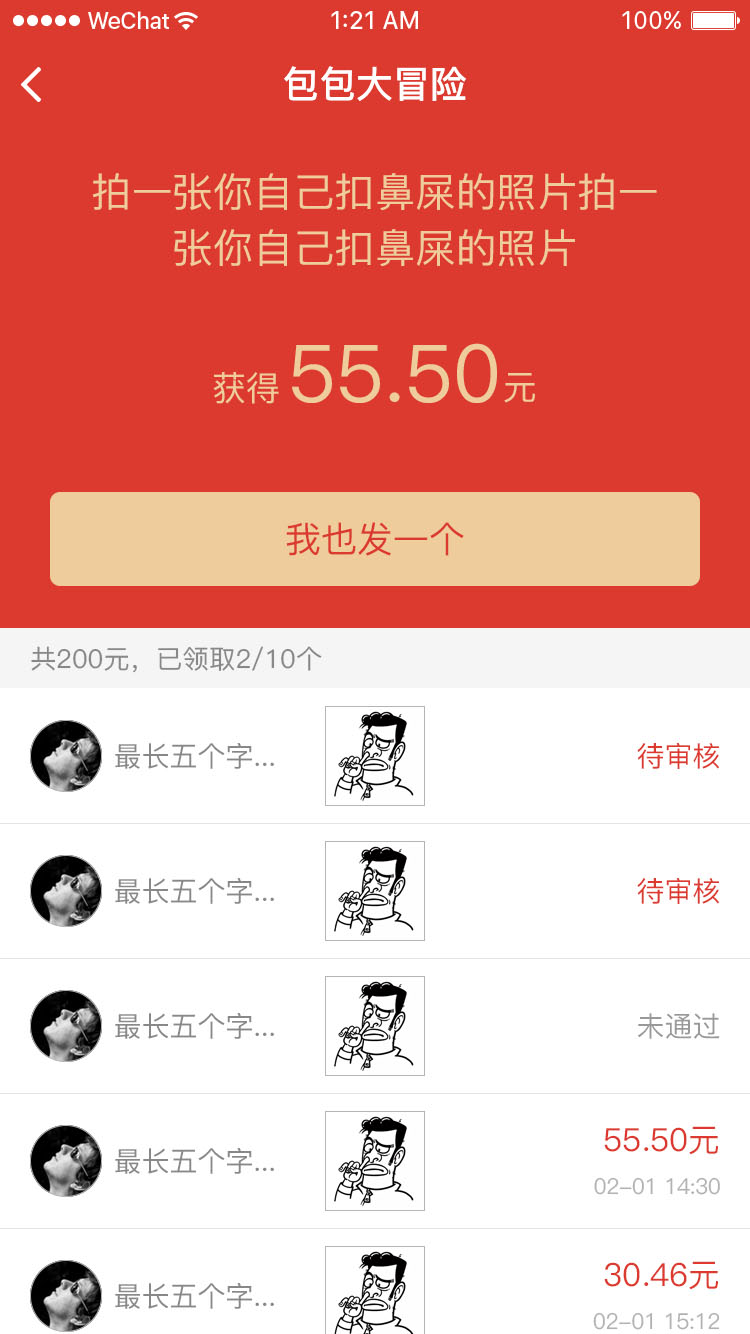 ●●●●● WeChat 1:21 AM 100%
包包大冒险
拍一张你自己扣鼻屎的照片拍一
张你自己扣鼻屎的照片
获得 55.50元
我也发一个
共200元，已领取2/10个
最长五个字... 待审核
最长五个字... 待审核
最长五个字... 未通过
最长五个字... 55.50元
02-01 14:30
最长五个字... 30.46元
02-01 15:12